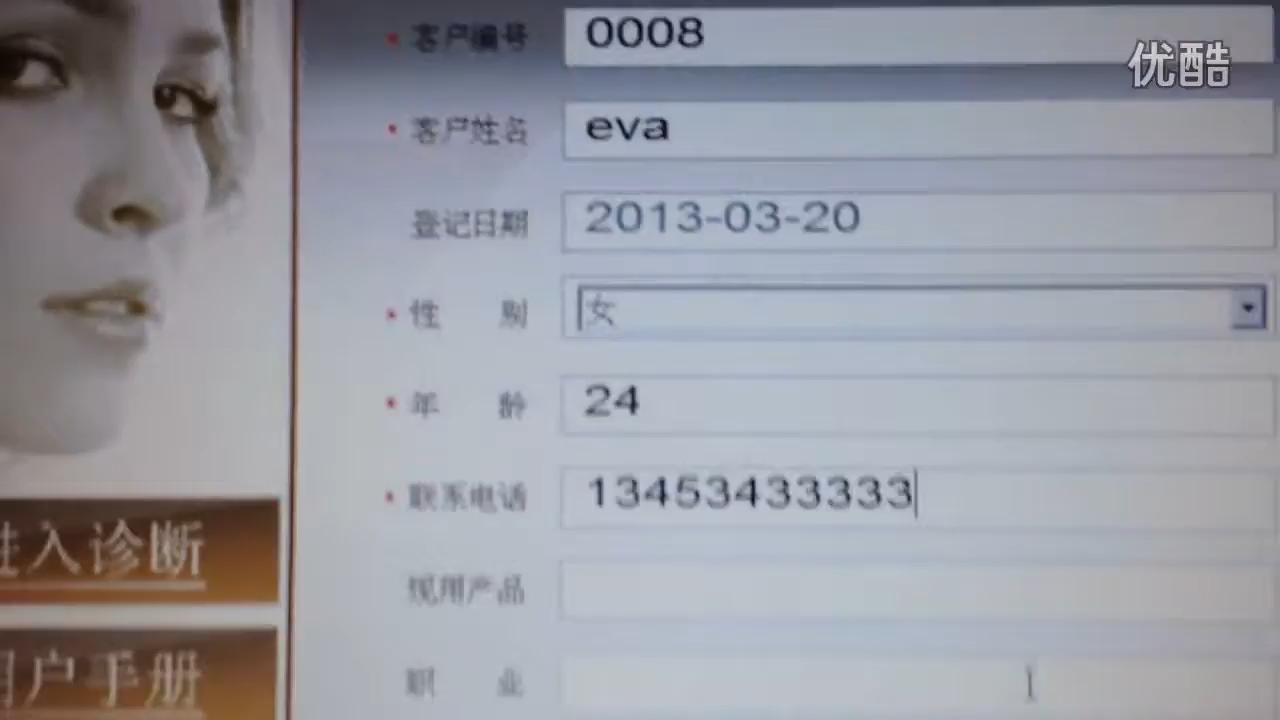 * 客户编号 0008
优酷
* 客户姓名 eva
登记日期 2013-03-20
* 性 别 女
* 年 龄 24
* 联系电话 13453433333
进入诊断
现用产品
用户手册
职 业